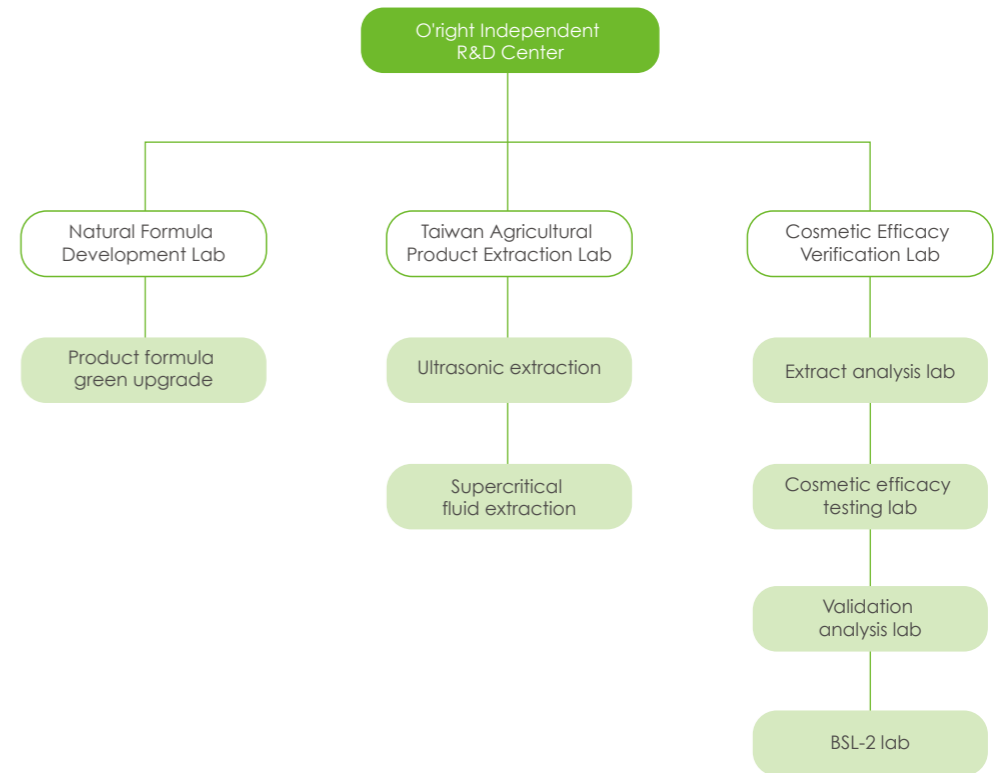 O'right Independent
R&D Center
Natural Formula
Development Lab
Taiwan Agricultural
Product Extraction Lab
Cosmetic Efficacy
Verification Lab
Product formula
green upgrade
Ultrasonic extraction
Extract analysis lab
Supercritical
fluid extraction
Cosmetic efficacy
testing lab
Validation
analysis lab
BSL-2 lab